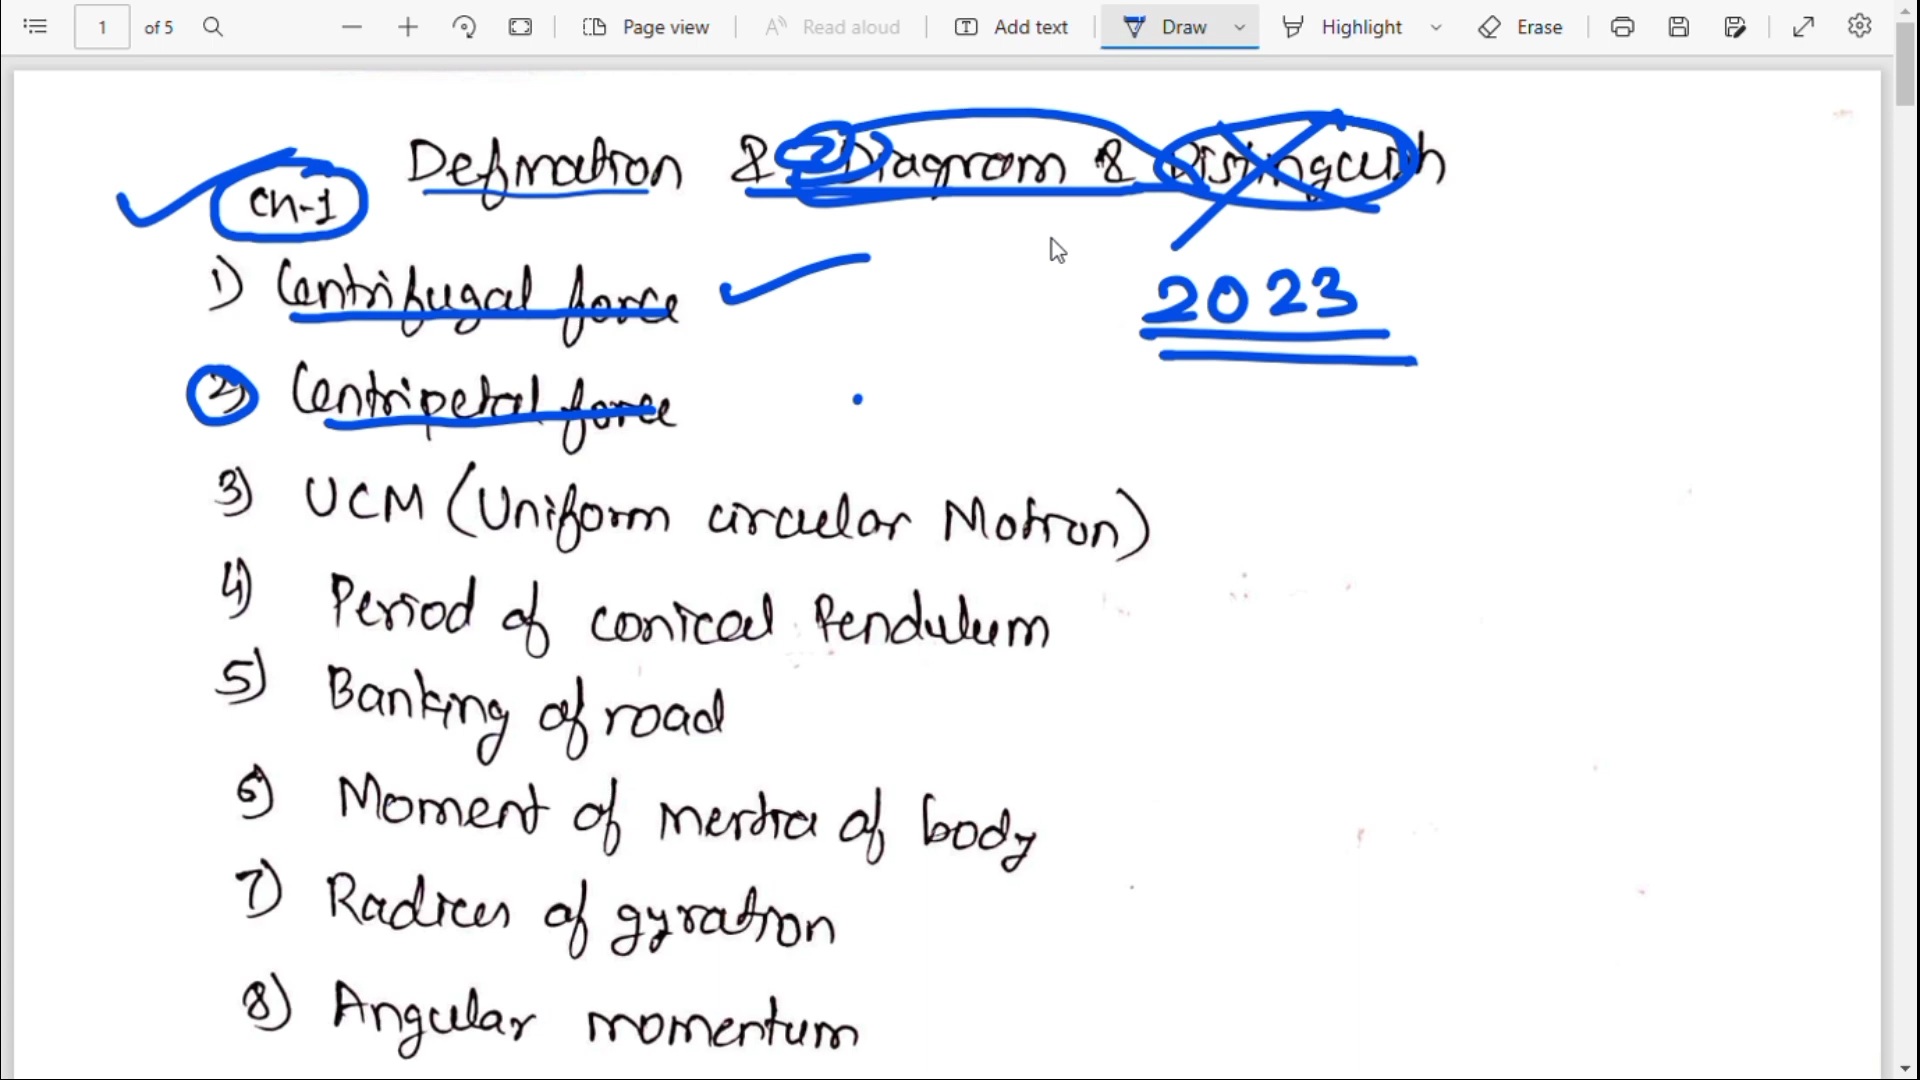 1 of 5 Page view Read aloud Add text Draw Highlight Erase
Defination & Diagram & Distinguish
Ch-1
2023
1) Centrifugal force
2) Centripetal force
3) UCM (Uniform circular Motion)
4) Period of conical Pendulum
5) Banking of road
6) Moment of inertia of body
7) Radius of gyration
8) Angular momentum